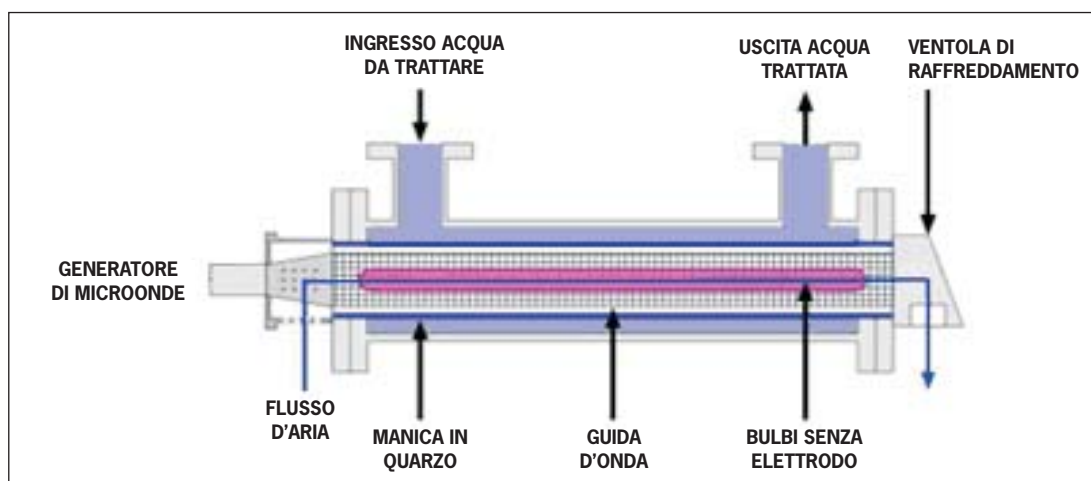 INGRESSO ACQUA
DA TRATTARE
USCITA ACQUA
TRATTATA
VENTOLA DI
RAFFREDDAMENTO
GENERATORE
DI MICROONDE
FLUSSO
D'ARIA
MANICA IN
QUARZO
GUIDA
D'ONDA
BULBI SENZA
ELETTRODO